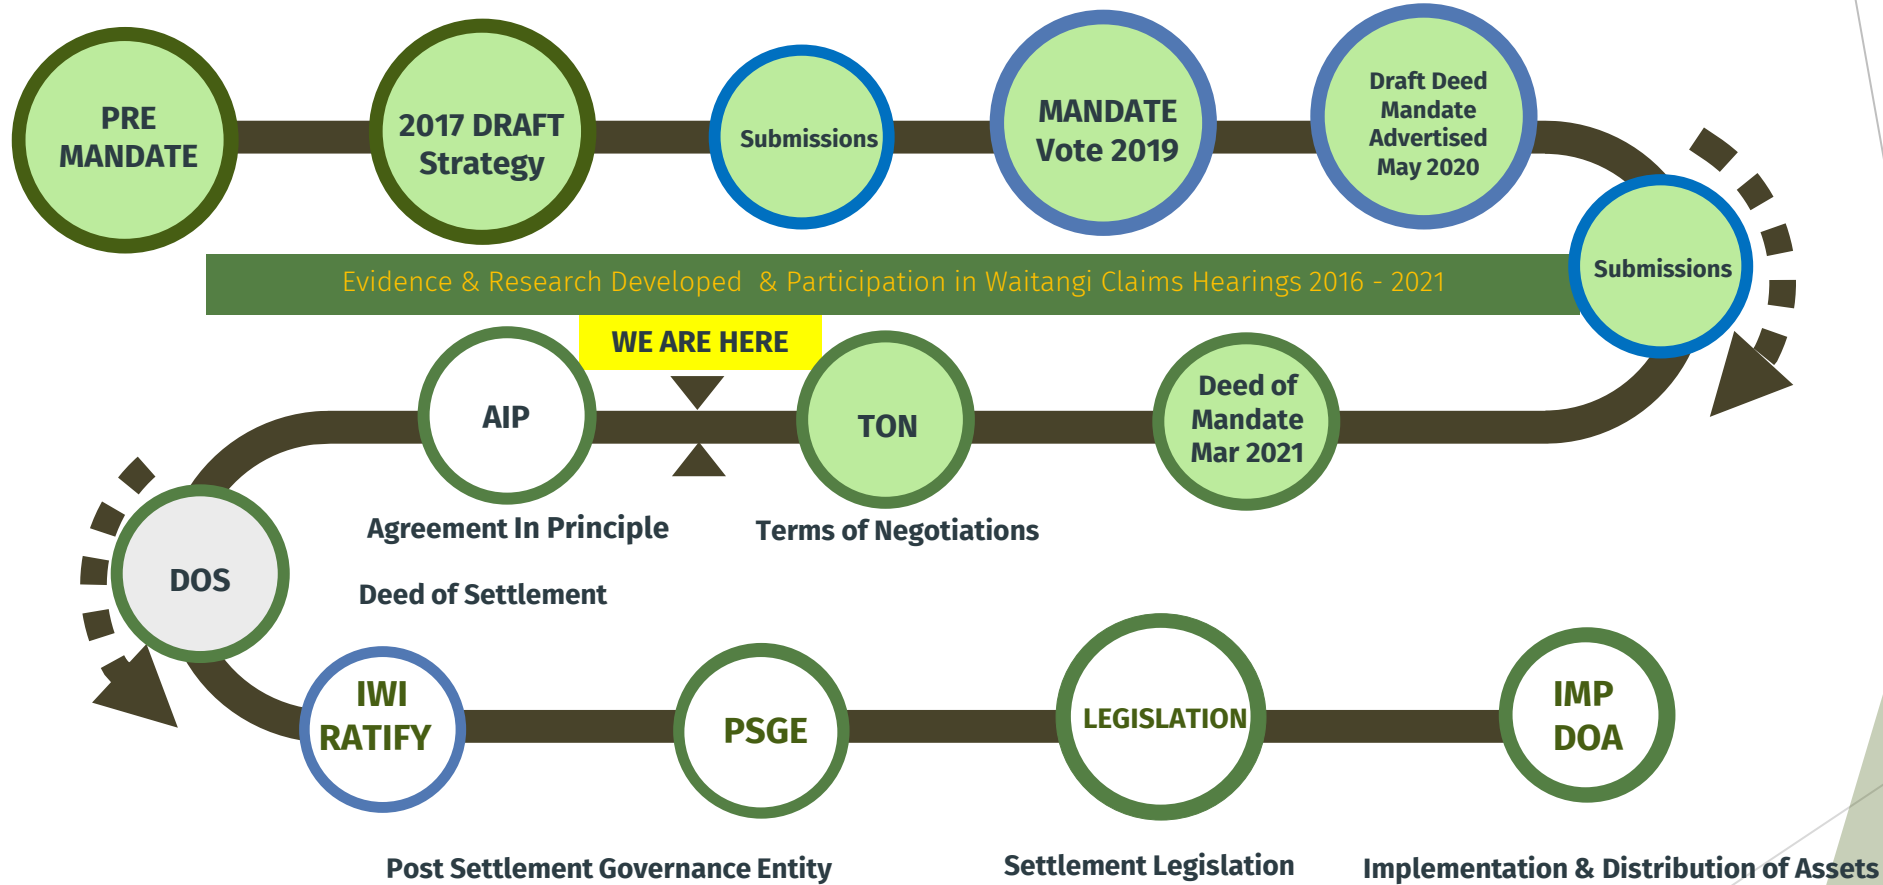 PRE
MANDATE
2017 DRAFT
Strategy
Submissions
MANDATE
Vote 2019
Draft Deed
Mandate
Advertised
May 2020
Submissions
Evidence & Research Developed & Participation in Waitangi Claims Hearings 2016 - 2021
WE ARE HERE
Deed of
Mandate
Mar 2021
TON
Terms of Negotiations
AIP
Agreement In Principle
DOS
Deed of Settlement
IWI
RATIFY
PSGE
Post Settlement Governance Entity
LEGISLATION
Settlement Legislation
IMP
DOA
Implementation & Distribution of Assets